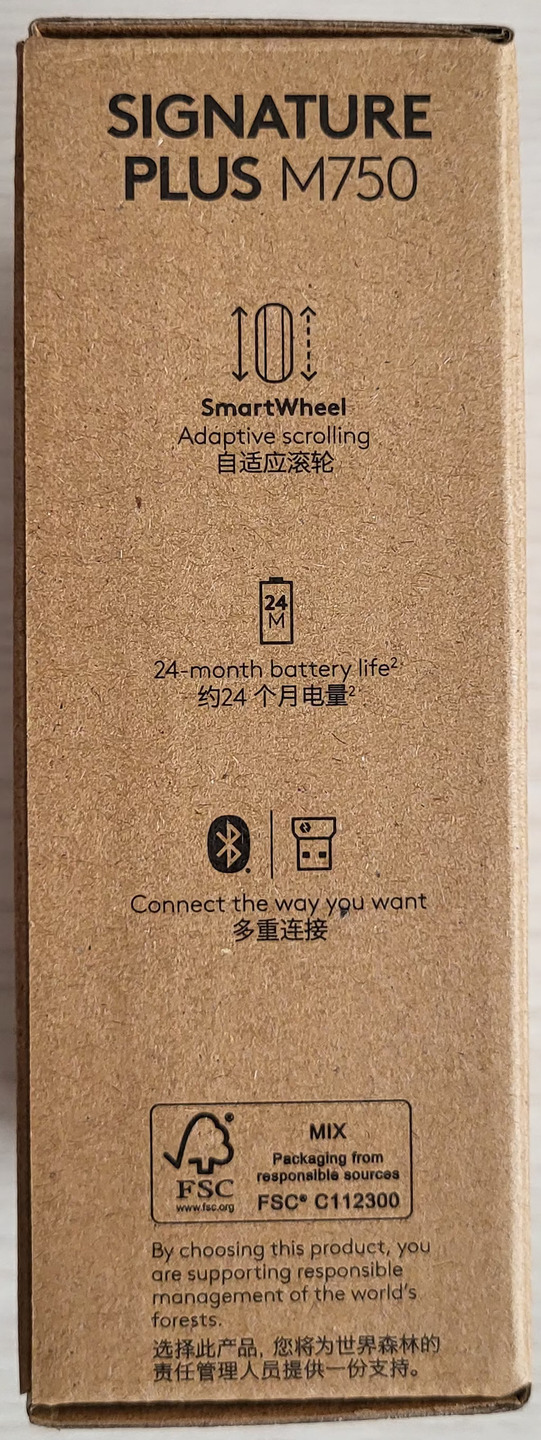 SIGNATURE
PLUS M750
SmartWheel
Adaptive scrolling
自适应滚轮
24
M
24-month battery life²
约24 个月电量²
Connect the way you want
多重连接
FSC
www.fsc.org
MIX
Packaging from
responsible sources
FSC® C112300
By choosing this product, you
are supporting responsible
management of the world's
forests.
选择此产品, 您将为世界森林的
责任管理人员提供一份支持。